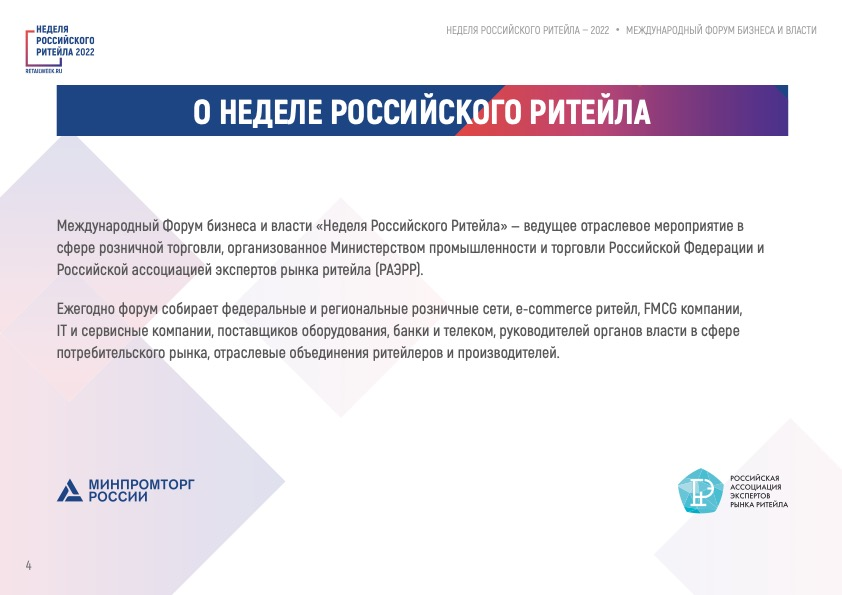 НЕДЕЛЯ
РОССИЙСКОГО
РИТЕЙЛА 2022
RETAILWEEK.RU
НЕДЕЛЯ РОССИЙСКОГО РИТЕЙЛА – 2022 • МЕЖДУНАРОДНЫЙ ФОРУМ БИЗНЕСА И ВЛАСТИ
О НЕДЕЛЕ РОССИЙСКОГО РИТЕЙЛА
Международный Форум бизнеса и власти «Неделя Российского Ритейла» – ведущее отраслевое мероприятие в
сфере розничной торговли, организованное Министерством промышленности и торговли Российской Федерации и
Российской ассоциацией экспертов рынка ритейла (РАЭРР).
Ежегодно форум собирает федеральные и региональные розничные сети, e-commerce ритейл, FMCG компании,
IT и сервисные компании, поставщиков оборудования, банки и телеком, руководителей органов власти в сфере
потребительского рынка, отраслевые объединения ритейлеров и производителей.
МИНПРОМТОРГ
РОССИИ
РОССИЙСКАЯ
АССОЦИАЦИЯ
ЭКСПЕРТОВ
РЫНКА РИТЕЙЛА
4